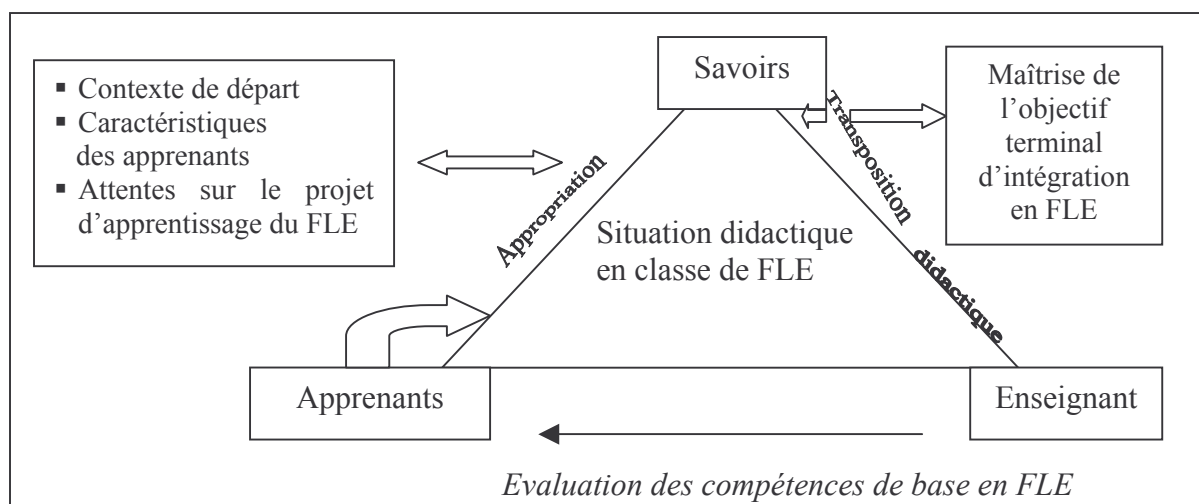 ▪ Contexte de départ
▪ Caractéristiques
des apprenants
▪ Attentes sur le projet
d’apprentissage du FLE
Savoirs
Maîtrise de
l’objectif
terminal
d’intégration
en FLE
Appropriation
Transposition didactique
Situation didactique
en classe de FLE
Apprenants
Enseignant
Evaluation des compétences de base en FLE